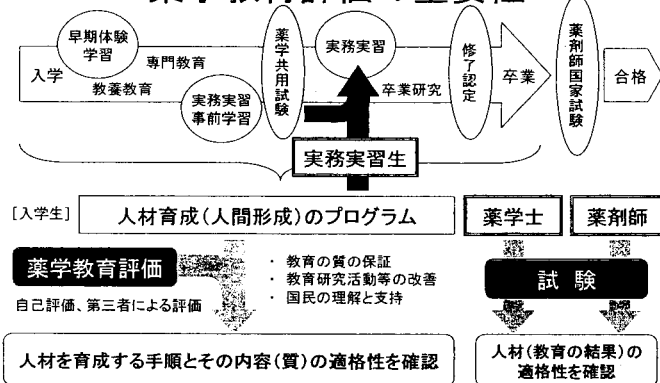 薬学教育評価の重要性
早期体験
学習
薬学共用試験
実務実習
修了認定
薬剤師国家試験
入学
専門教育
教養教育
実務実習
事前学習
卒業研究
卒業
合格
実務実習生
[入学生]
人材育成(人間形成)のプログラム
薬学士
薬剤師
薬学教育評価
自己評価、第三者による評価
・ 教育の質の保証
・ 教育研究活動等の改善
・ 国民の理解と支持
試 験
人材を育成する手順とその内容(質)の適格性を確認
人材(教育の結果)の
適格性を確認